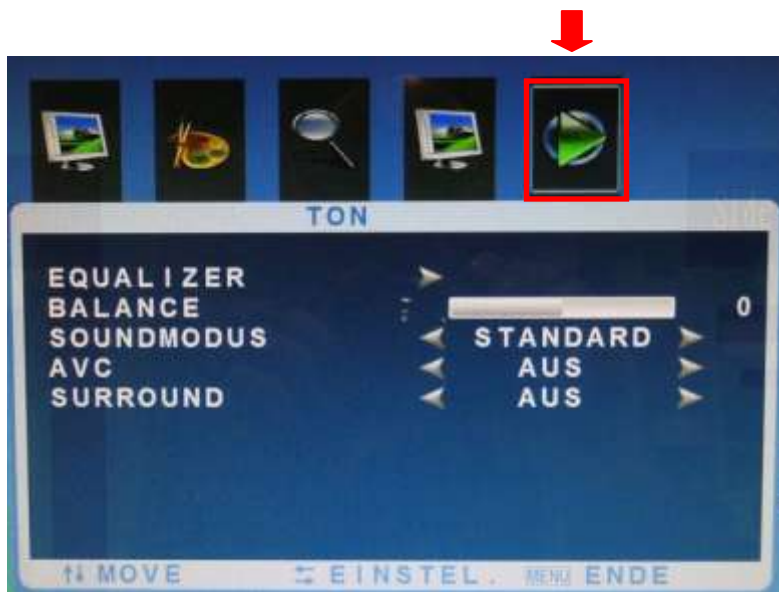 TON
EQUALIZER
BALANCE 0
SOUNDMODUS STANDARD
AVC AUS
SURROUND AUS
MOVE EINSTEL. MENU ENDE